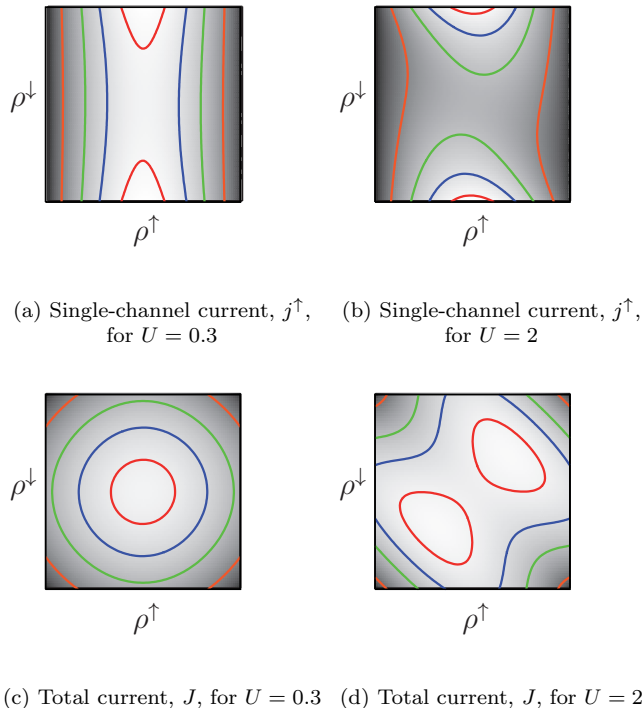 ρ↓ ρ↓
ρ↑ ρ↑
(a) Single-channel current, j↑, (b) Single-channel current, j↑,
for U = 0.3 for U = 2
ρ↓ ρ↓
ρ↑ ρ↑
(c) Total current, J, for U = 0.3 (d) Total current, J, for U = 2